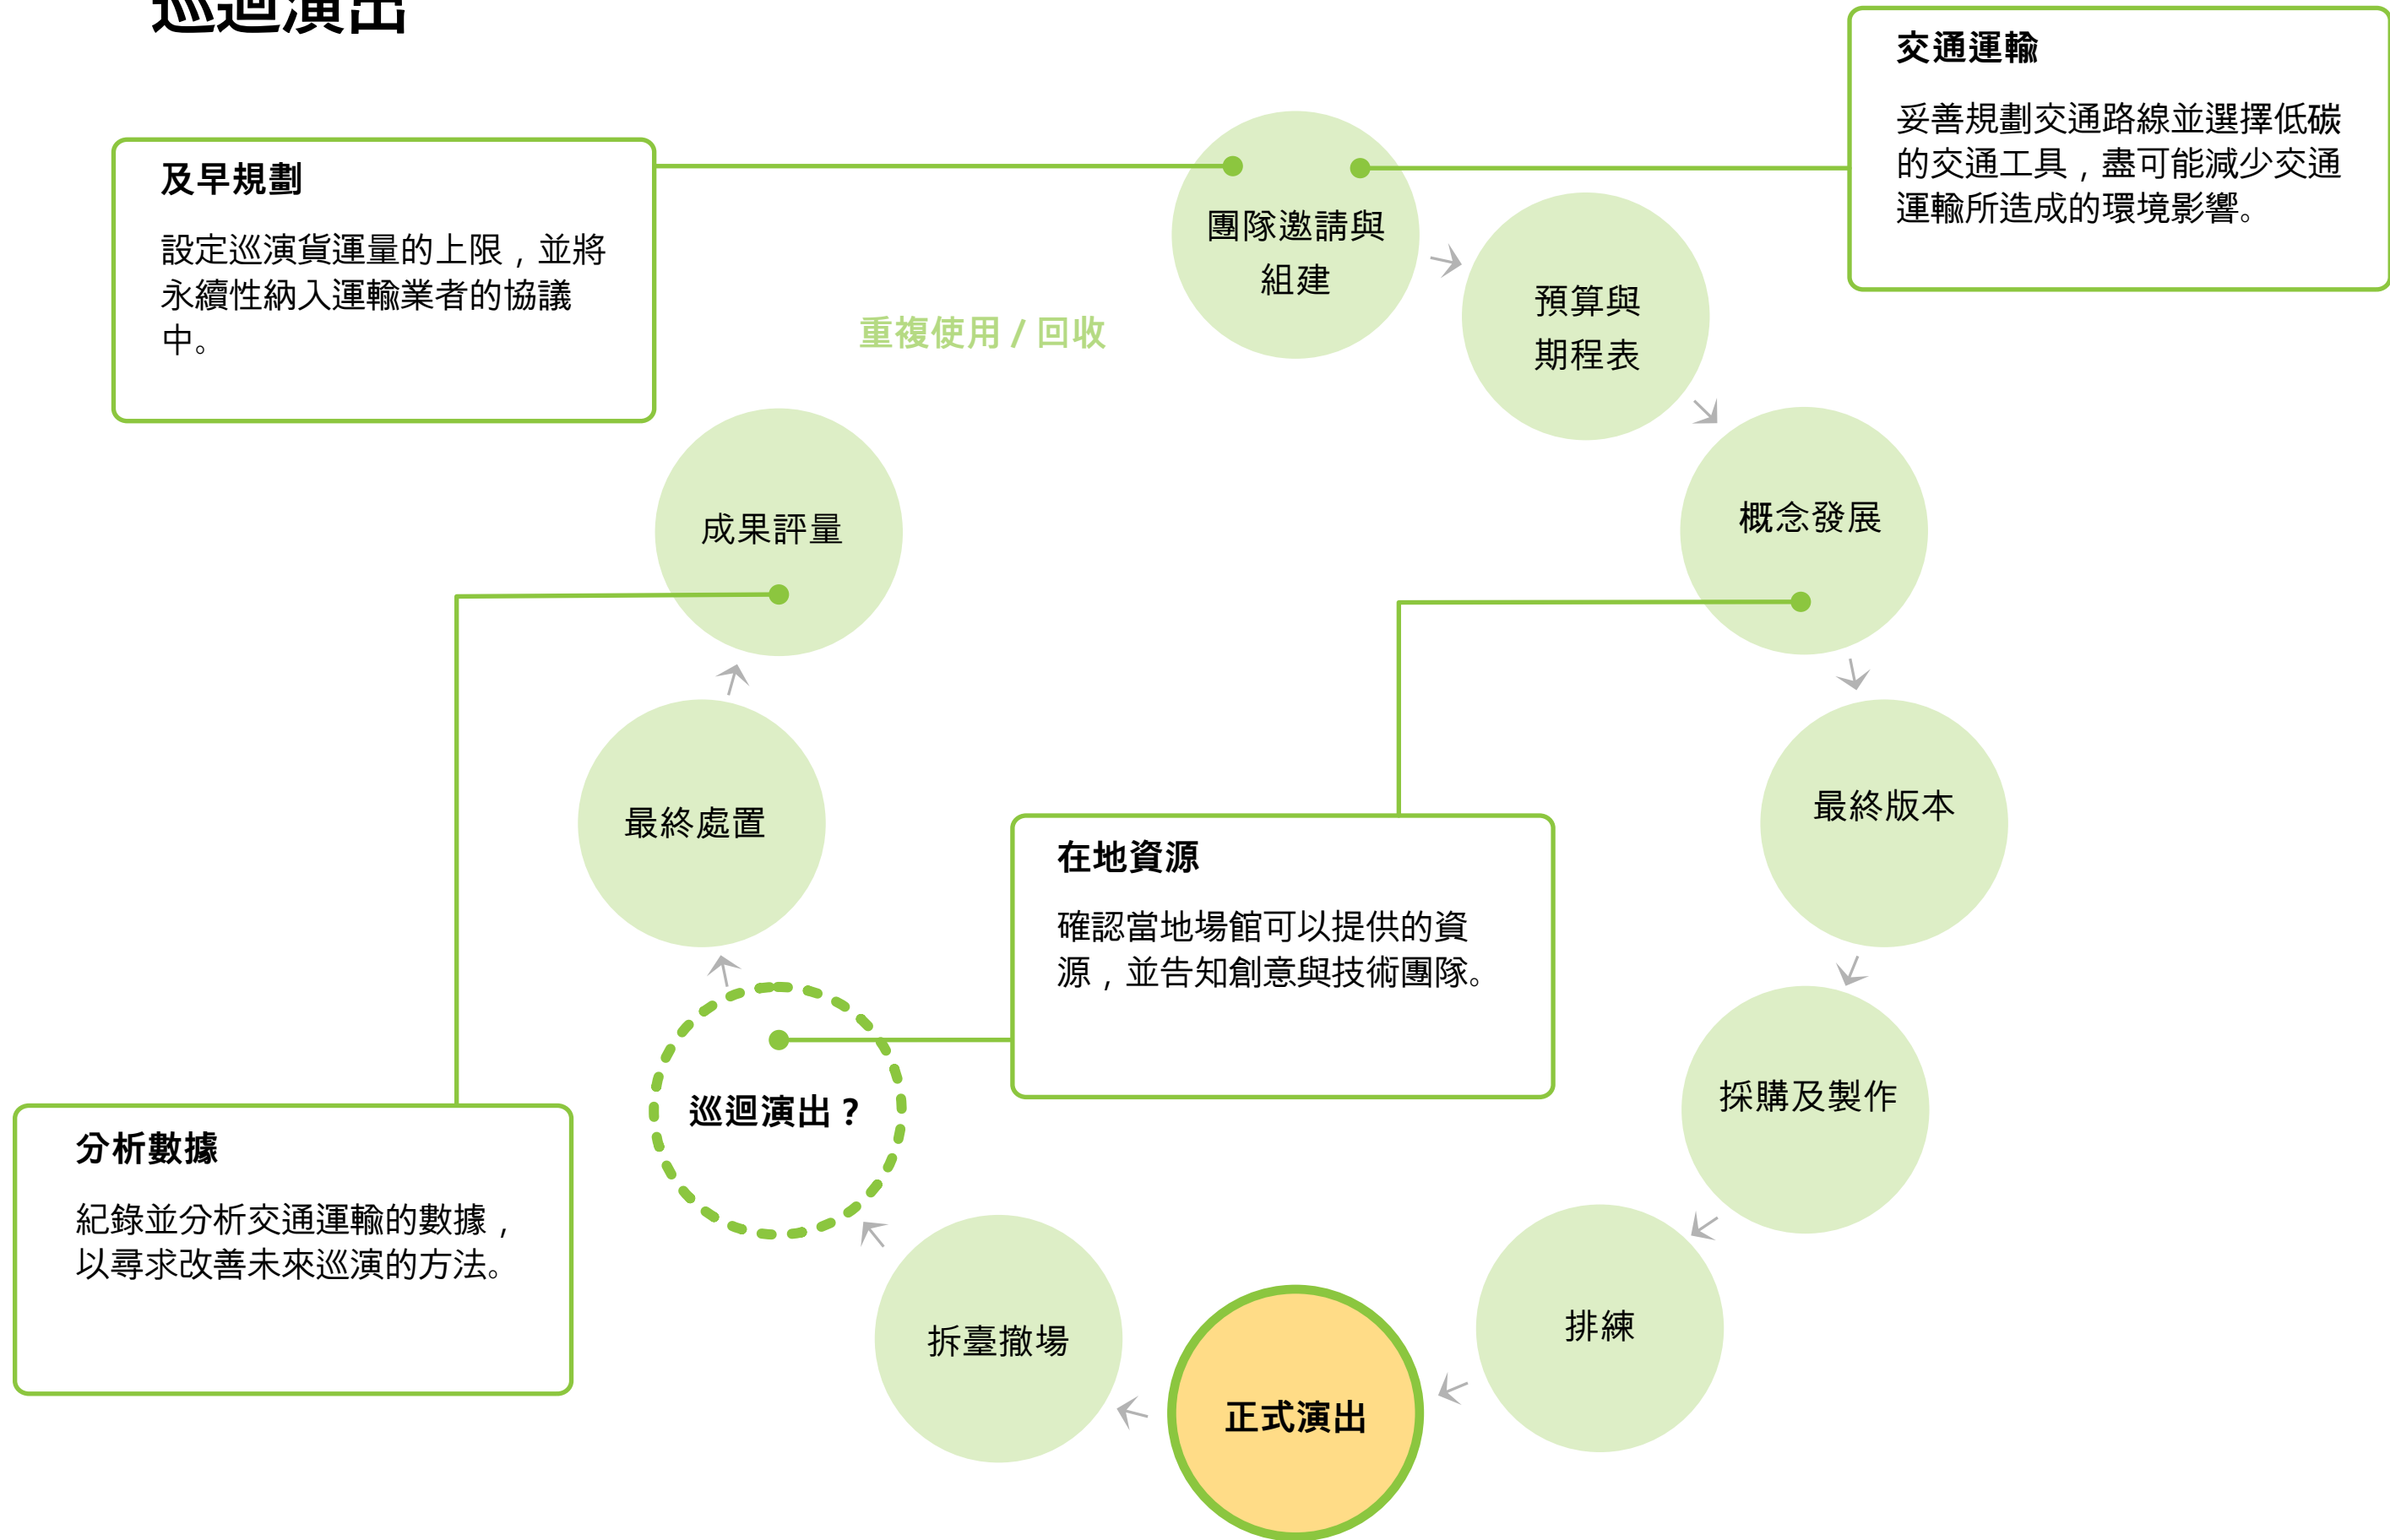 巡迴演出
交通運輸
妥善規劃交通路線並選擇低碳
的交通工具，盡可能減少交通
運輸所造成的環境影響。
及早規劃
設定巡演貨運量的上限，並將
永續性納入運輸業者的協議
中。
團隊邀請與
組建
預算與
期程表
重複使用 / 回收
成果評量
概念發展
最終處置
最終版本
在地資源
確認當地場館可以提供的資
源，並告知創意與技術團隊。
巡迴演出？
採購及製作
分析數據
紀錄並分析交通運輸的數據，
以尋求改善未來巡演的方法。
拆臺撤場
排練
正式演出